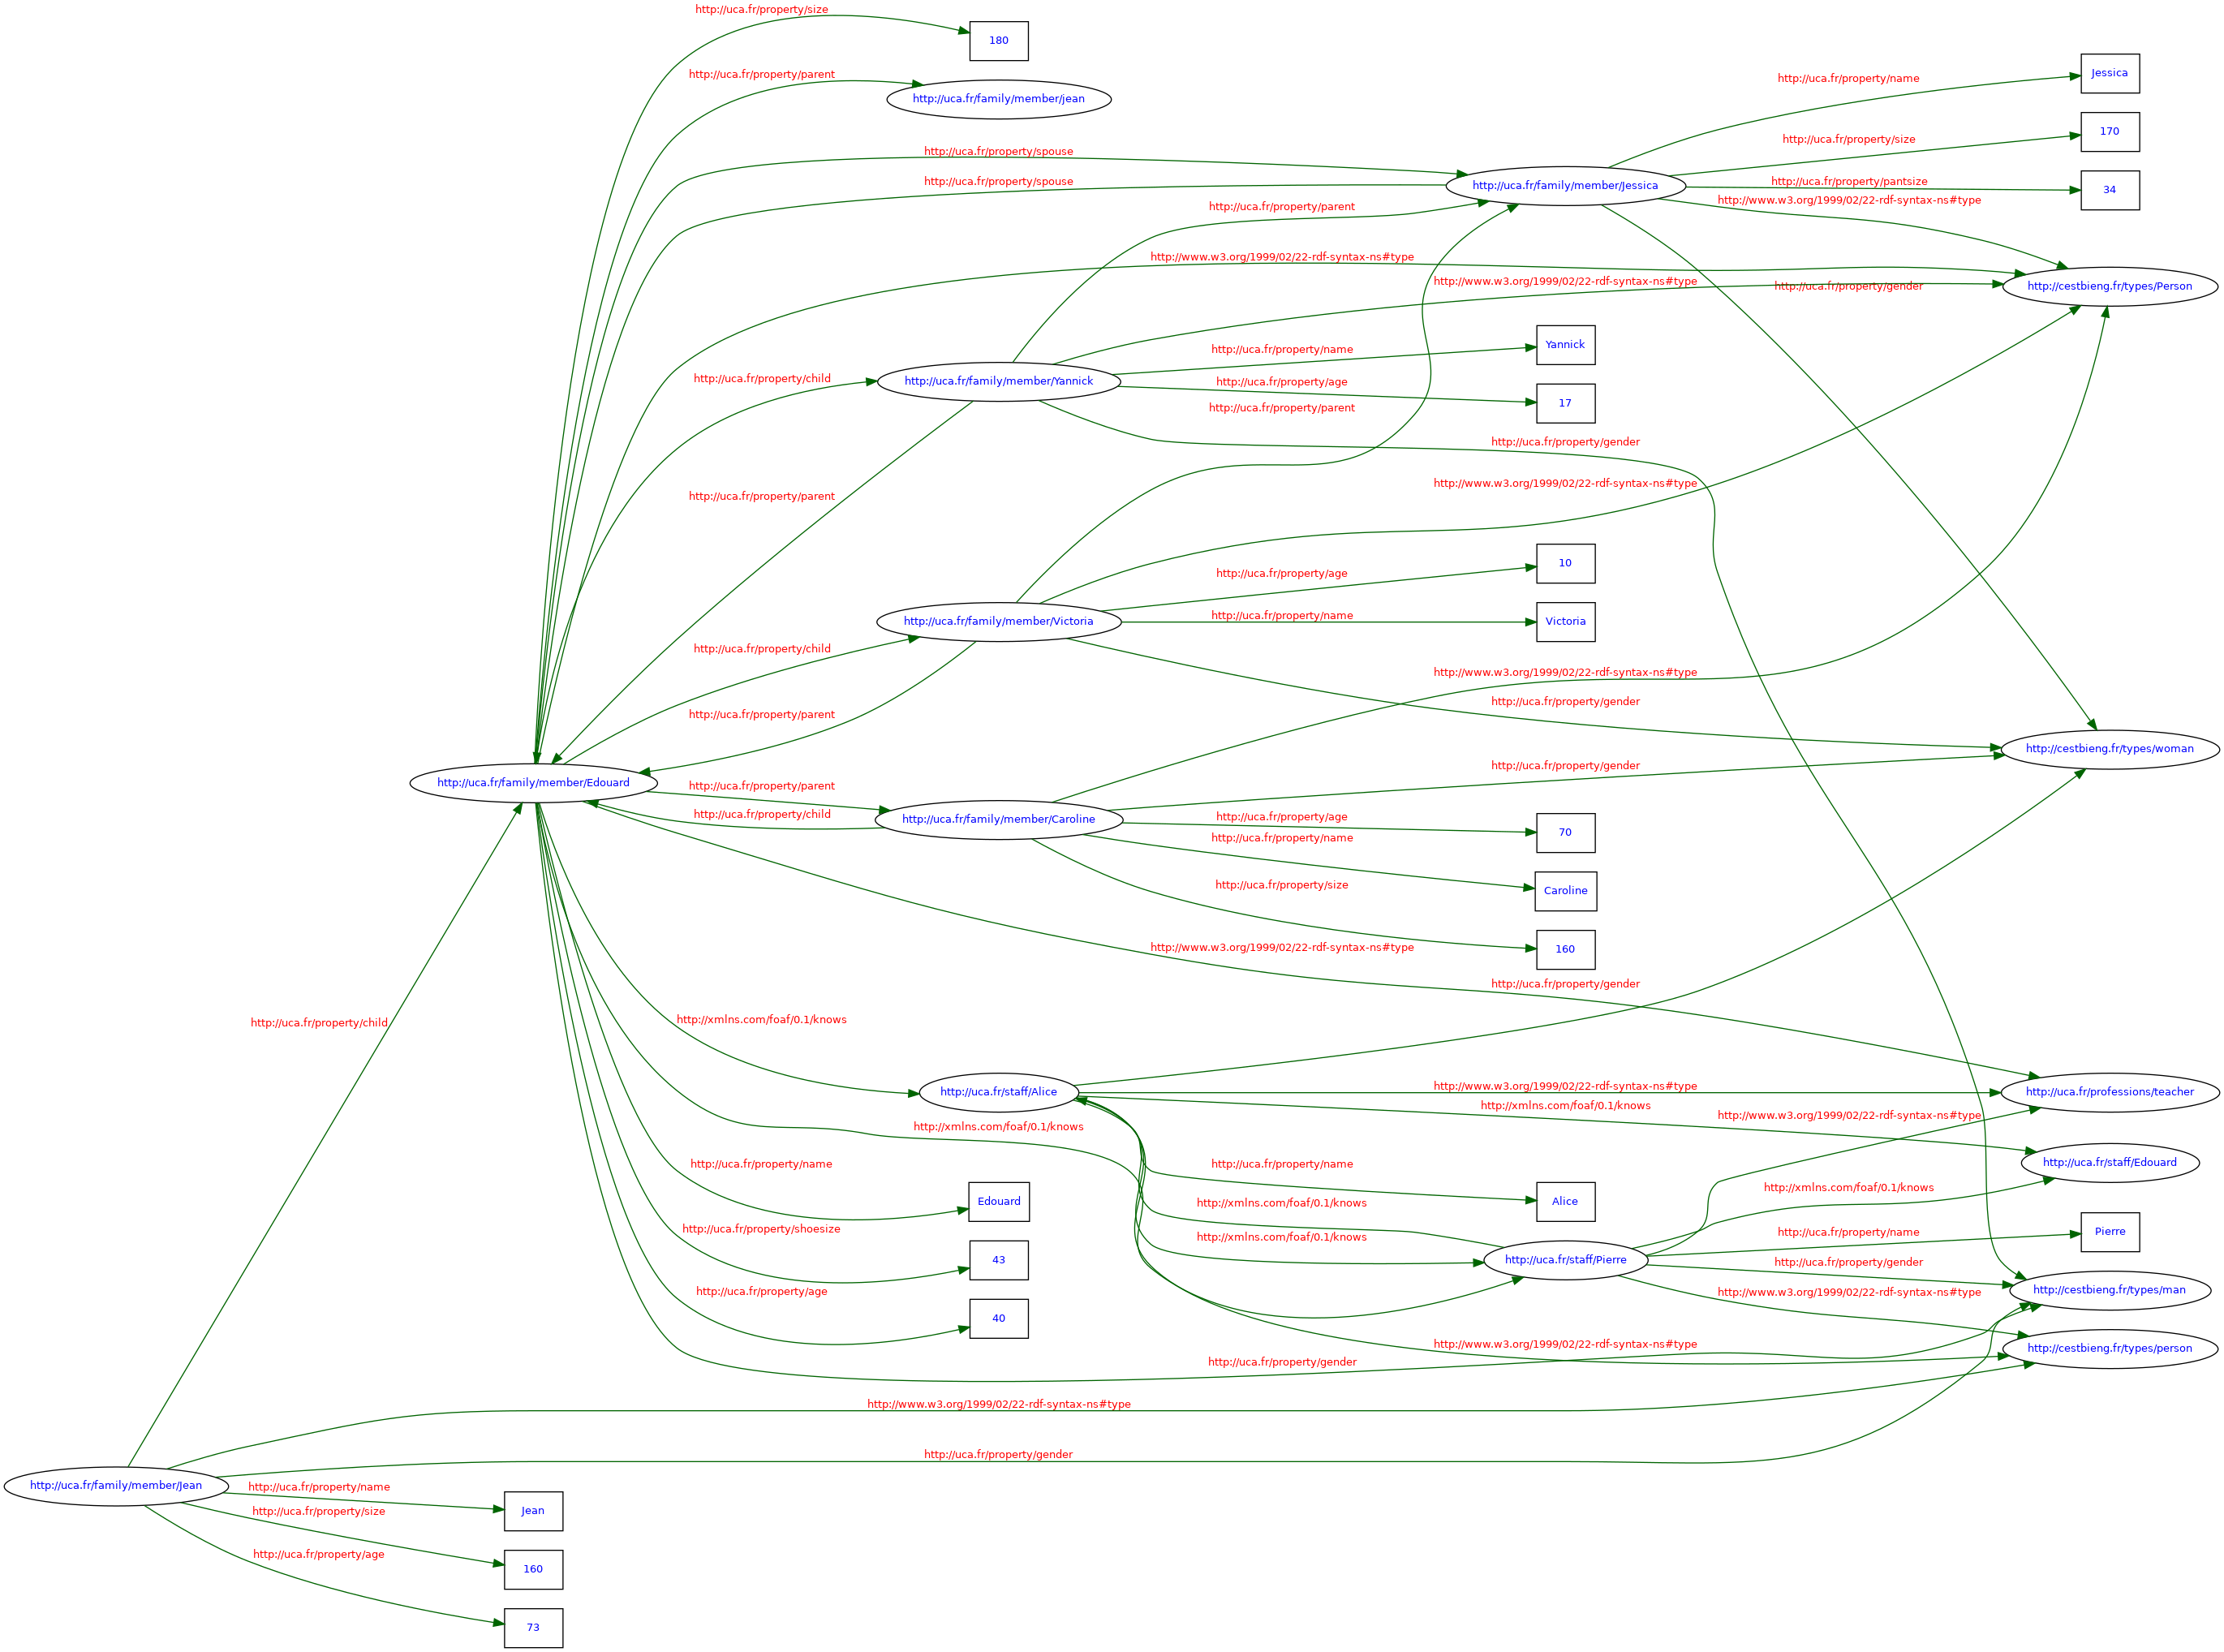 http://uca.fr/property/size
180
http://uca.fr/property/parent
http://uca.fr/family/member/jean
Jessica
http://uca.fr/property/name
170
http://uca.fr/property/size
http://uca.fr/property/spouse
http://uca.fr/property/spouse
http://uca.fr/family/member/Jessica
http://uca.fr/property/pantsize
34
http://www.w3.org/1999/02/22-rdf-syntax-ns#type
http://uca.fr/property/parent
http://www.w3.org/1999/02/22-rdf-syntax-ns#type
http://www.w3.org/1999/02/22-rdf-syntax-ns#type
http://uca.fr/property/gender
http://cestbieng.fr/types/Person
http://uca.fr/property/name
Yannick
http://uca.fr/property/child
http://uca.fr/family/member/Yannick
http://uca.fr/property/age
17
http://uca.fr/property/parent
http://uca.fr/property/gender
http://uca.fr/property/parent
http://www.w3.org/1999/02/22-rdf-syntax-ns#type
http://uca.fr/property/age
10
http://uca.fr/family/member/Victoria
http://uca.fr/property/name
Victoria
http://uca.fr/property/child
http://www.w3.org/1999/02/22-rdf-syntax-ns#type
http://uca.fr/property/gender
http://uca.fr/property/parent
http://cestbieng.fr/types/woman
http://uca.fr/property/gender
http://uca.fr/family/member/Edouard
http://uca.fr/property/parent
http://uca.fr/property/child
http://uca.fr/family/member/Caroline
http://uca.fr/property/age
70
http://uca.fr/property/name
Caroline
http://uca.fr/property/size
160
http://www.w3.org/1999/02/22-rdf-syntax-ns#type
http://uca.fr/property/gender
http://uca.fr/property/child
http://xmlns.com/foaf/0.1/knows
http://uca.fr/staff/Alice
http://www.w3.org/1999/02/22-rdf-syntax-ns#type
http://uca.fr/professions/teacher
http://xmlns.com/foaf/0.1/knows
http://www.w3.org/1999/02/22-rdf-syntax-ns#type
http://xmlns.com/foaf/0.1/knows
http://uca.fr/property/name
http://uca.fr/property/name
http://uca.fr/staff/Edouard
http://xmlns.com/foaf/0.1/knows
Edouard
http://xmlns.com/foaf/0.1/knows
Alice
http://uca.fr/property/shoesize
http://xmlns.com/foaf/0.1/knows
http://uca.fr/property/name
Pierre
43
http://uca.fr/staff/Pierre
http://uca.fr/property/gender
http://uca.fr/property/age
http://www.w3.org/1999/02/22-rdf-syntax-ns#type
http://cestbieng.fr/types/man
40
http://www.w3.org/1999/02/22-rdf-syntax-ns#type
http://cestbieng.fr/types/person
http://uca.fr/property/gender
http://www.w3.org/1999/02/22-rdf-syntax-ns#type
http://uca.fr/property/gender
http://uca.fr/family/member/Jean
http://uca.fr/property/name
Jean
http://uca.fr/property/size
160
http://uca.fr/property/age
73